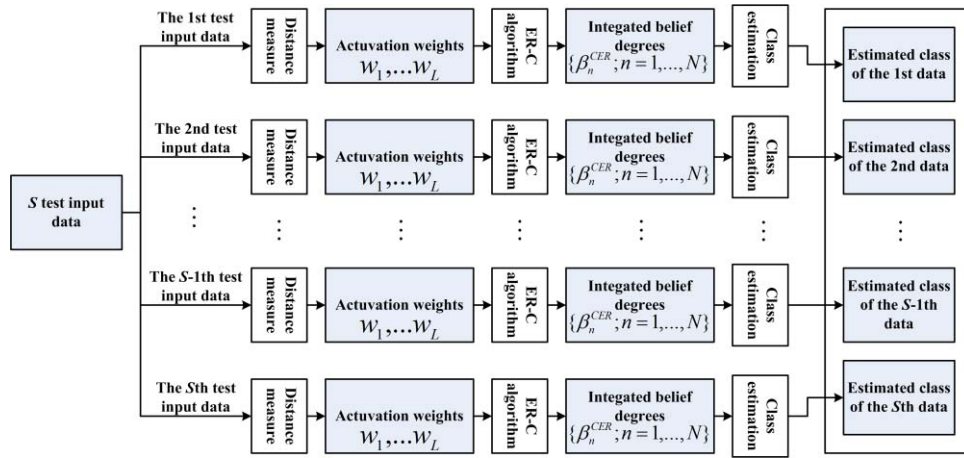 S test input
data
The 1st test
input data
Distance
measure
Actuvation weights
w1,...wL
ER-C
algorithm
Integated belief
degrees
{βnCER; n = 1,..., N}
Class
estimation
Estimated class
of the 1st data
The 2nd test
input data
Distance
measure
Actuvation weights
w1,...wL
ER-C
algorithm
Integated belief
degrees
{βnCER; n = 1,..., N}
Class
estimation
Estimated class
of the 2nd data
The S-1th test
input data
Distance
measure
Actuvation weights
w1,...wL
ER-C
algorithm
Integated belief
degrees
{βnCER; n = 1,..., N}
Class
estimation
Estimated class
of the S-1th
data
The Sth test
input data
Distance
measure
Actuvation weights
w1,...wL
ER-C
algorithm
Integated belief
degrees
{βnCER; n = 1,..., N}
Class
estimation
Estimated class
of the Sth data